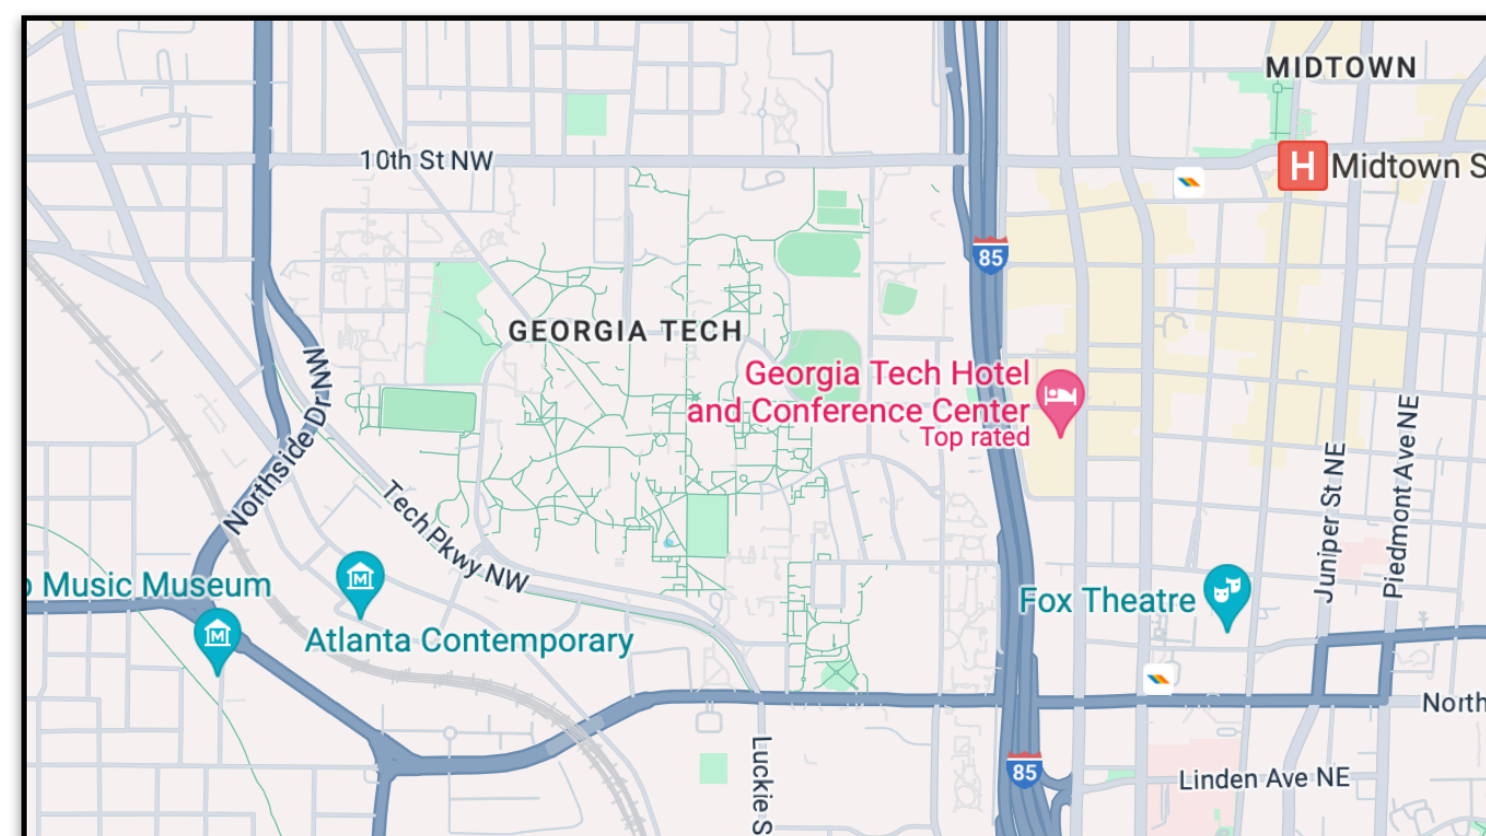 MIDTOWN
10th St NW
H
Midtown S
85
GEORGIA TECH
Georgia Tech Hotel
and Conference Center
Top rated
Northside Dr NW
Juniper St NE
Piedmont Ave NE
Tech Pkwy NW
Music Museum
M
Fox Theatre
M
Atlanta Contemporary
North
Luckie S
85
Linden Ave NE